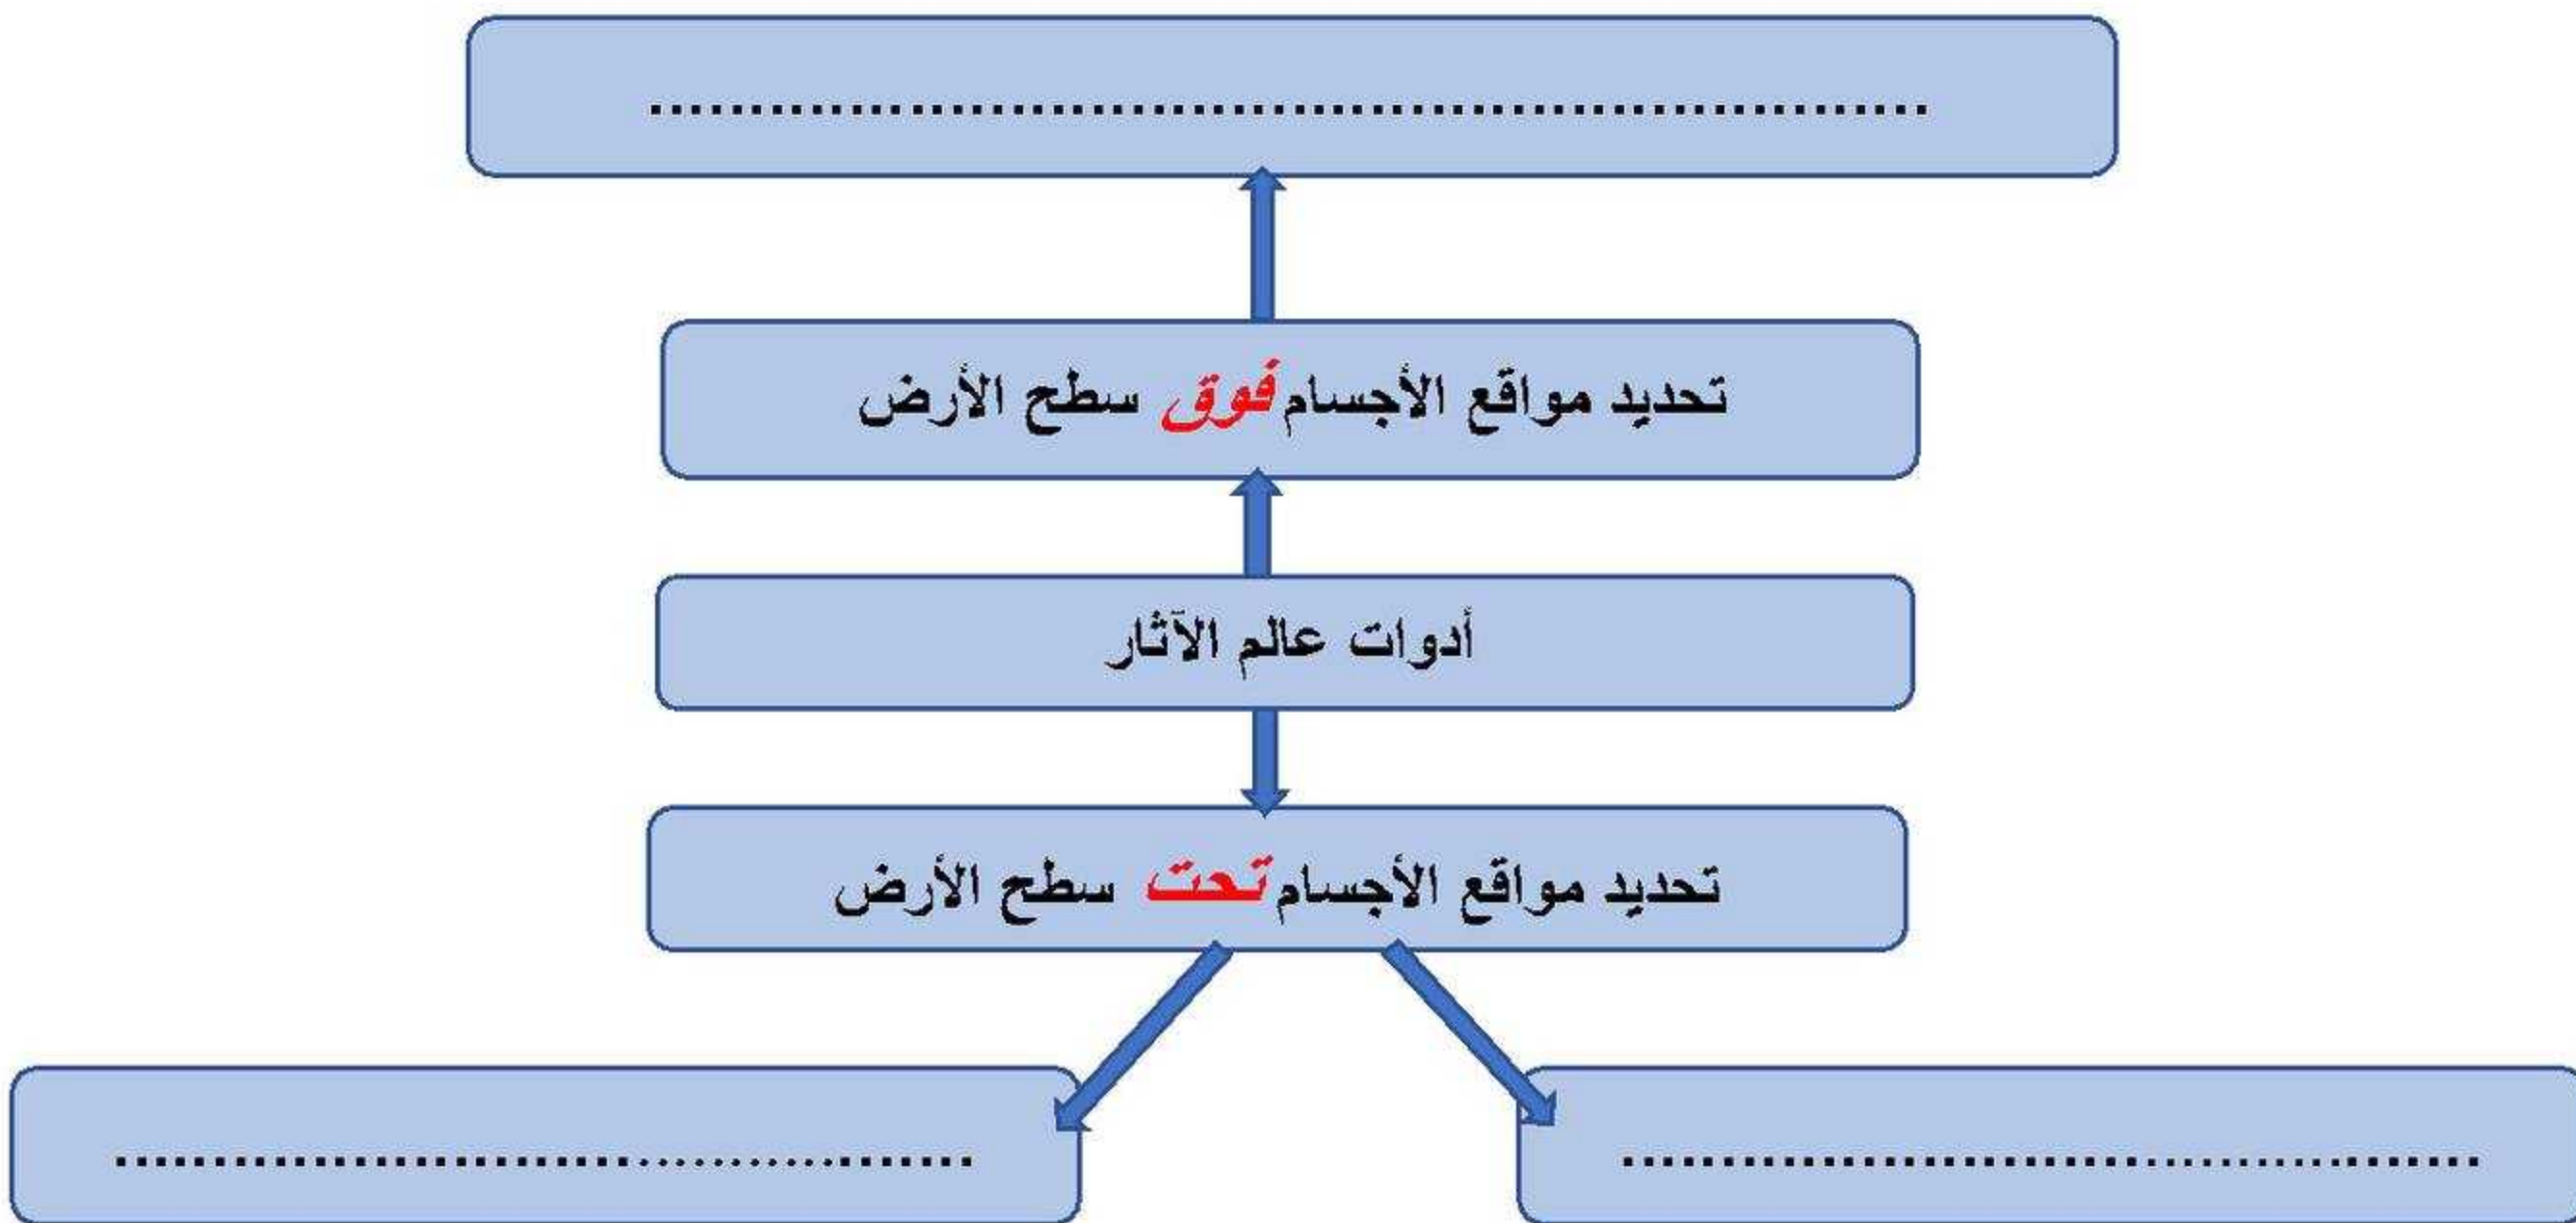 ......................................................................
تحديد مواقع الأجسام فوق سطح الأرض
أدوات عالم الآثار
تحديد مواقع الأجسام تحت سطح الأرض
.............................................
.............................................